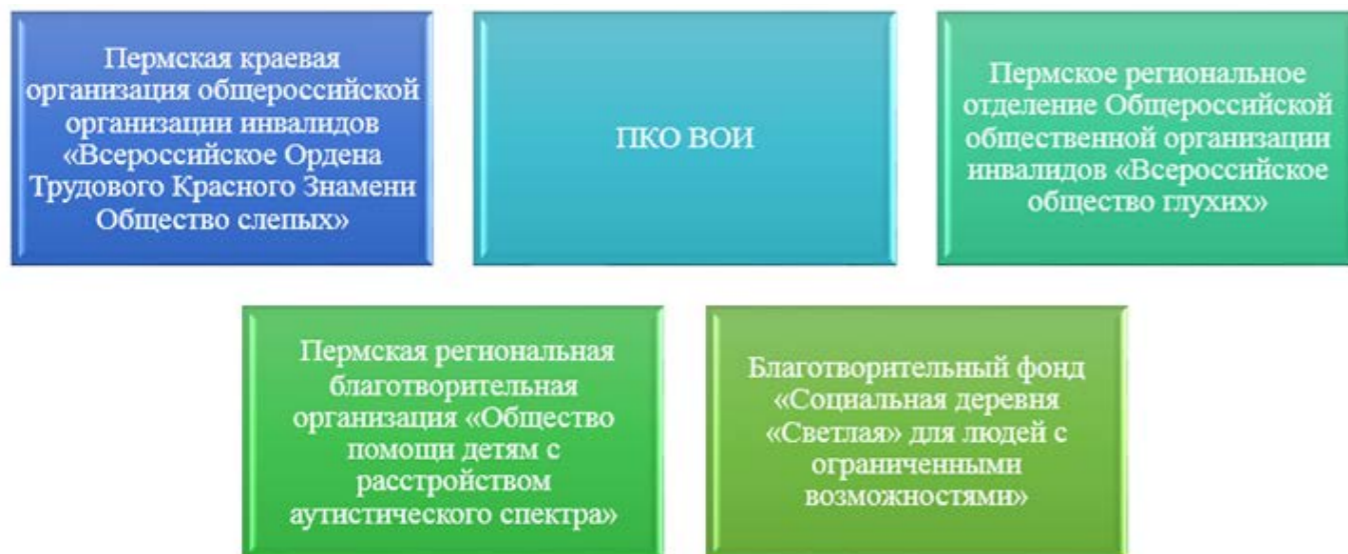 Пермская краевая
организация общероссийской
организации инвалидов
«Всероссийское Ордена
Трудового Красного Знамени
Общество слепых»
ПКО ВОИ
Пермское региональное
отделение Общероссийской
общественной организации
инвалидов «Всероссийское
общество глухих»
Пермская региональная
благотворительная
организация «Общество
помощи детям с
расстройством
аутистического спектра»
Благотворительный фонд
«Социальная деревня
«Светлая» для людей с
ограниченными
возможностями»